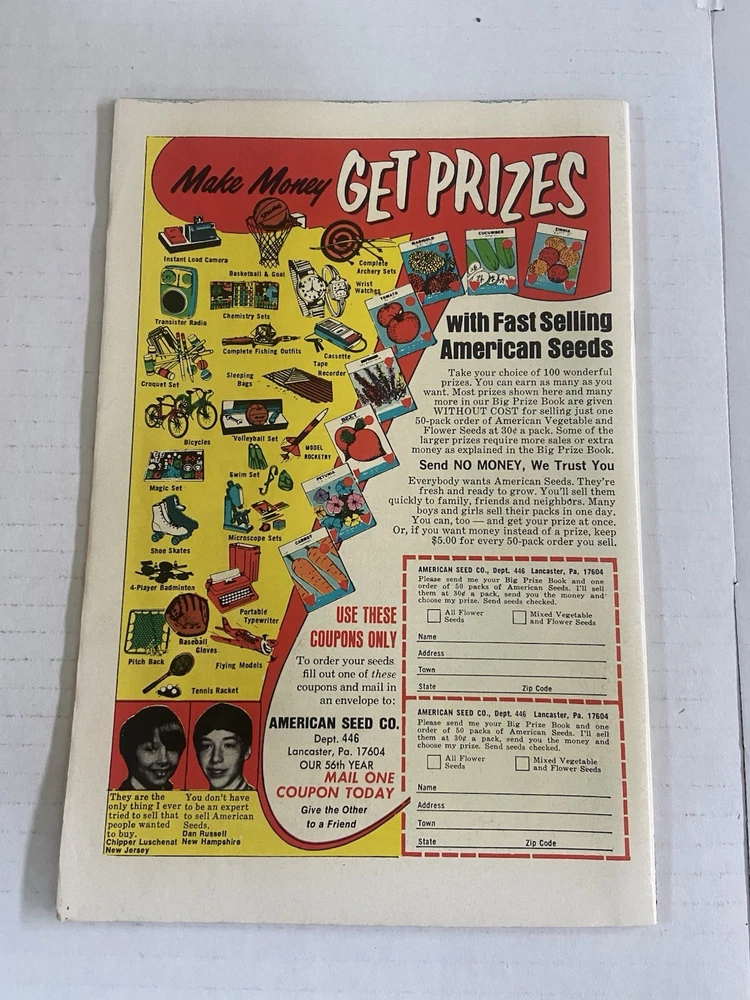 Make Money GET PRIZES
Instant Load Camera
SPALDING
Basketball & Goal
Complete
Archery Sets
Wrist
Watches
Transistor Radio
Chemistry Sets
Complete Fishing Outfits
Cassette
Tape
Recorder
Croquet Set
Sleeping
Bags
Bicycles
Volleyball Set
MODEL
ROCKETRY
Swim Set
Magic Set
Shoe Skates
Microscope Sets
4-Player Badminton
Portable
Typewriter
Baseball
Gloves
Pitch Back
Flying Models
Tennis Racket
MARIGOLD
CUCUMBER
ZINNIA
TOMATO
BEET
PETUNIA
CARROT
with Fast Selling
American Seeds
Take your choice of 100 wonderful
prizes. You can earn as many as you
want. Most prizes shown here and many
more in our Big Prize Book are given
WITHOUT COST for selling just one
50-pack order of American Vegetable and
Flower Seeds at 30¢ a pack. Some of the
larger prizes require more sales or extra
money as explained in the Big Prize Book.
Send NO MONEY, We Trust You
Everybody wants American Seeds. They're
fresh and ready to grow. You'll sell them
quickly to family, friends and neighbors. Many
boys and girls sell their packs in one day.
You can, too — and get your prize at once.
Or, if you want money instead of a prize, keep
$5.00 for every 50-pack order you sell.
USE THESE
COUPONS ONLY
To order your seeds
fill out one of these
coupons and mail in
an envelope to:
AMERICAN SEED CO.
Dept. 446
Lancaster, Pa. 17604
OUR 56th YEAR
MAIL ONE
COUPON TODAY
Give the Other
to a Friend
AMERICAN SEED CO., Dept. 446 Lancaster, Pa. 17604
Please send me your Big Prize Book and one
order of 50 packs of American Seeds. I'll sell
them at 30¢ a pack, send you the money and
choose my prize. Send seeds checked.
All Flower
Seeds
Mixed Vegetable
and Flower Seeds
Name
Address
Town
State Zip Code
AMERICAN SEED CO., Dept. 446 Lancaster, Pa. 17604
Please send me your Big Prize Book and one
order of 50 packs of American Seeds. I'll sell
them at 30¢ a pack, send you the money and
choose my prize. Send seeds checked.
All Flower
Seeds
Mixed Vegetable
and Flower Seeds
Name
Address
Town
State Zip Code
They are the
only thing I ever
tried to sell that
people wanted
to buy.
Chipper Luschenat
New Jersey
You don't have
to be an expert
to sell American
Seeds.
Dan Russell
New Hampshire